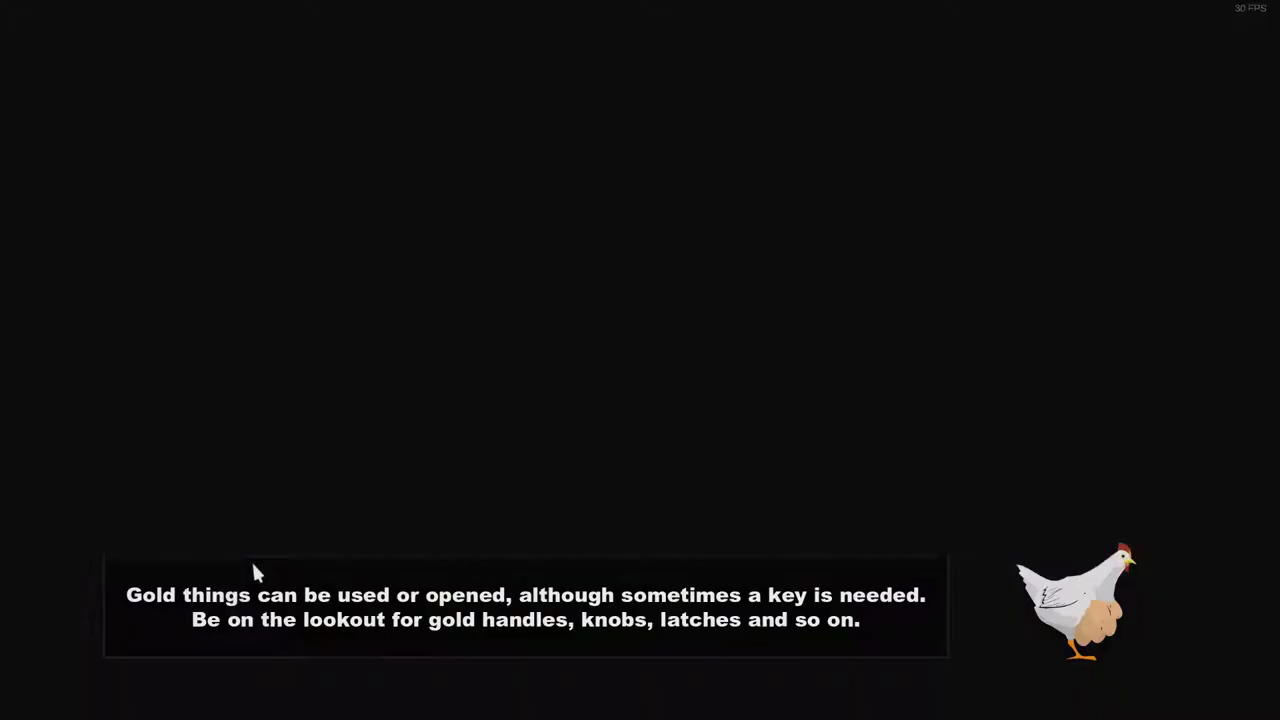 30 FPS
Gold things can be used or opened, although sometimes a key is needed.
Be on the lookout for gold handles, knobs, latches and so on.